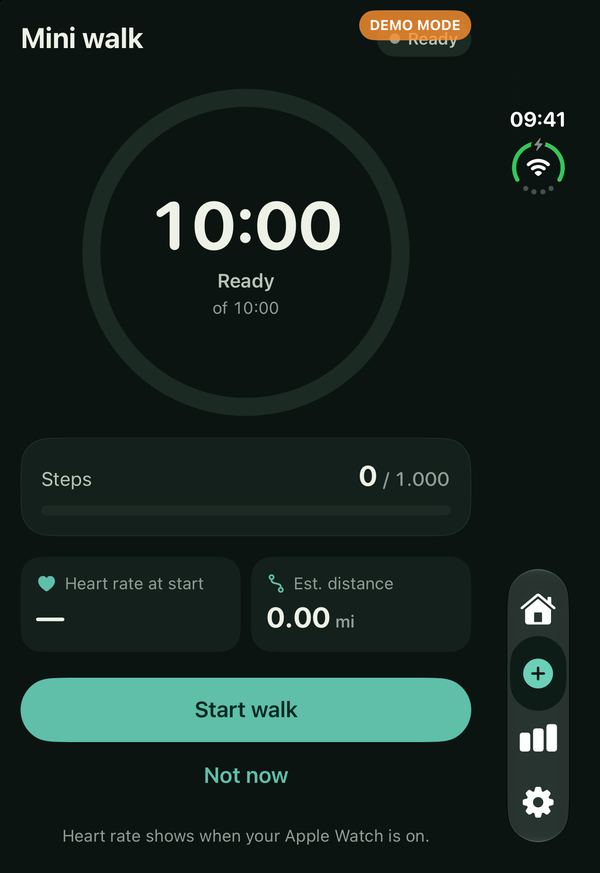 Mini walk
DEMO MODE
Ready
09:41
10:00
Ready
of 10:00
Steps
0 / 1.000
Heart rate at start
—
Est. distance
0.00 mi
Start walk
Not now
Heart rate shows when your Apple Watch is on.